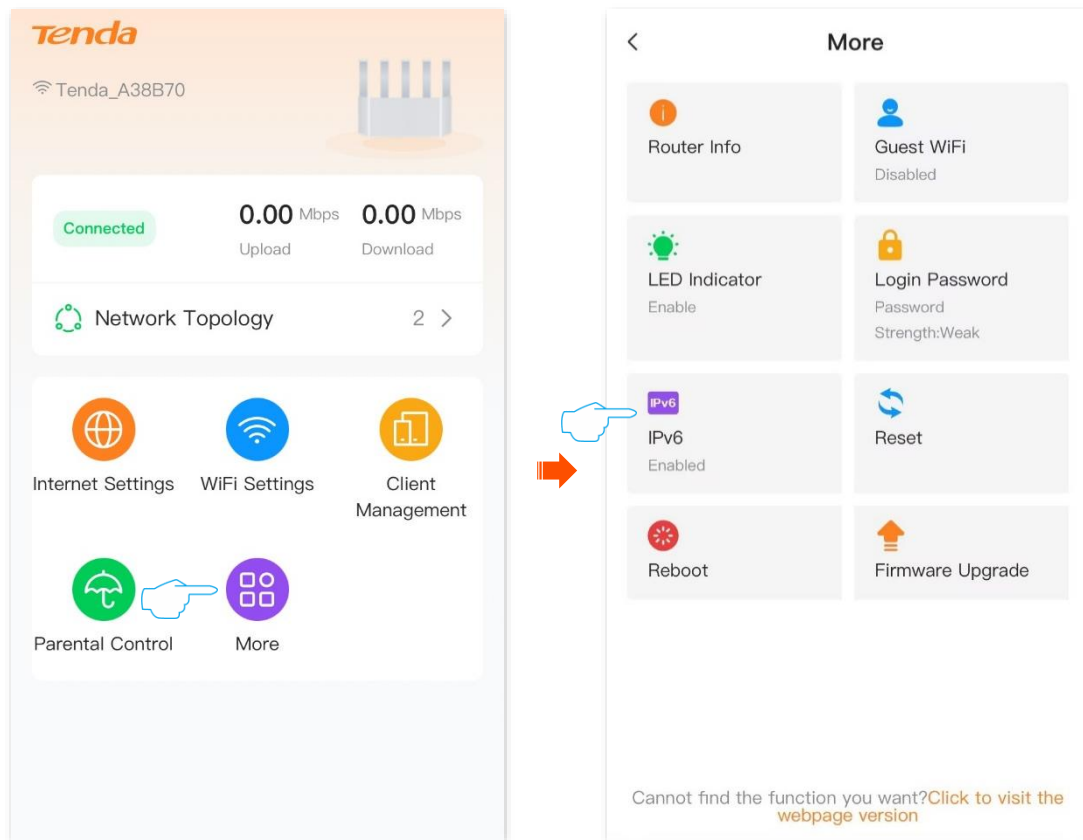 Tenda
Tenda_A38B70
Connected
0.00 Mbps 0.00 Mbps
Upload Download
Network Topology 2
Internet Settings WiFi Settings Client
Management
Parental Control More
More
Router Info Guest WiFi
Disabled
LED Indicator Login Password
Enable Password
Strength:Weak
IPv6
IPv6 Reset
Enabled
Reboot Firmware Upgrade
Cannot find the function you want?Click to visit the
webpage version